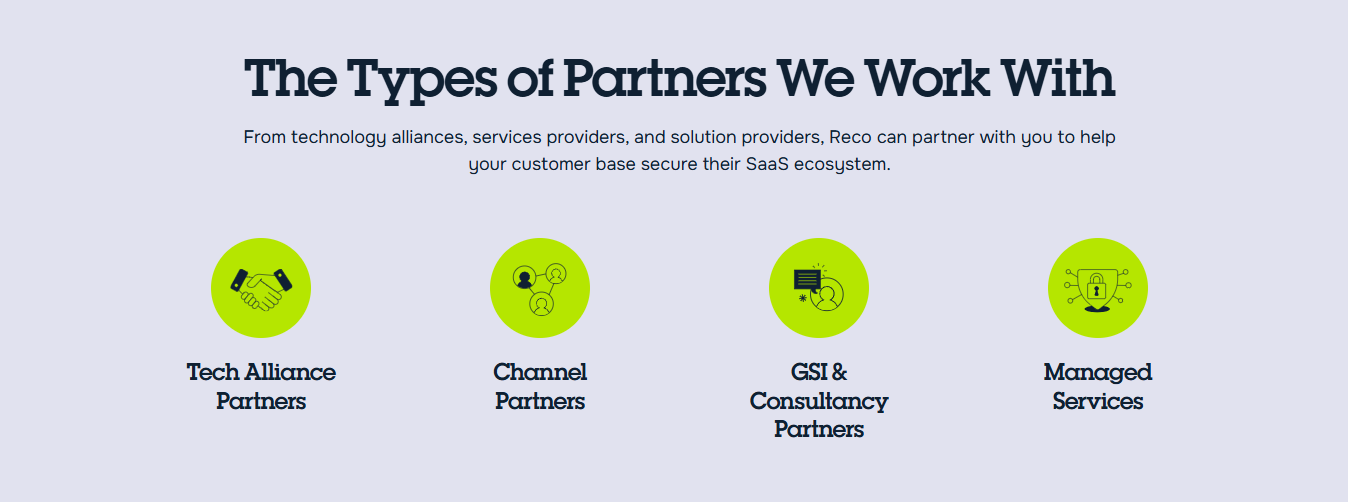 The Types of Partners We Work With
From technology alliances, services providers, and solution providers, Reco can partner with you to help
your customer base secure their SaaS ecosystem.
Tech Alliance
Partners
Channel
Partners
GSI &
Consultancy
Partners
Managed
Services